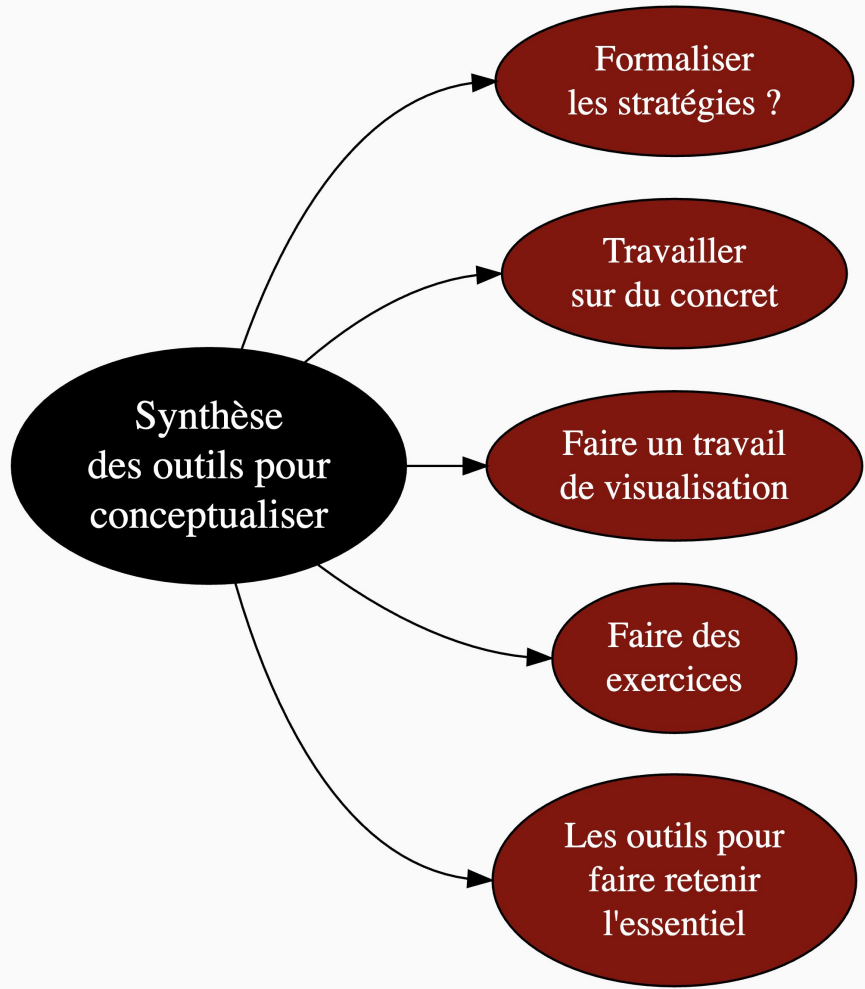 Formaliser
les stratégies ?
Travailler
sur du concret
Synthèse
des outils pour
conceptualiser
Faire un travail
de visualisation
Faire des
exercices
Les outils pour
faire retenir
l'essentiel